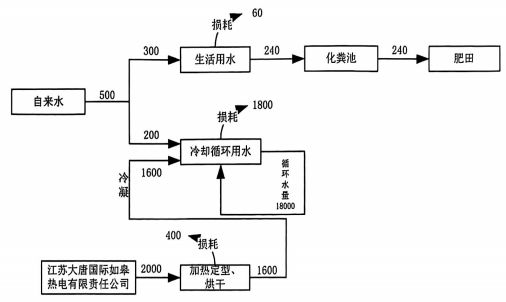 损耗 60
300 生活用水 240 化粪池 240 肥田
自来水 500
损耗 1800
200 冷却循环用水
冷凝 1600
循环水量
18000
400 损耗
江苏大唐国际如皋
热电有限责任公司
2000
加热定型、
烘干
1600